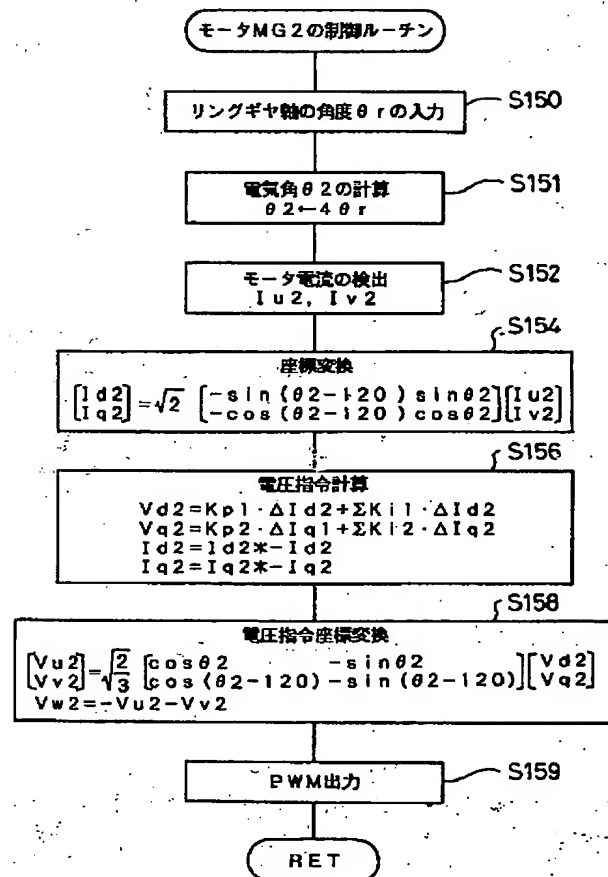 モータMG2の制御ルーチン
リングギヤ軸の角度θrの入力
S150
電気角θ2の計算
θ2←4θr
S151
モータ電流の検出
Iu2, Iv2
S152
S154
座標変換
[Id2]=√2 [-sin(θ2-120) sinθ2][Iu2]
[Iq2] [-cos(θ2-120) cosθ2][Iv2]
S156
電圧指令計算
Vd2=Kp1・ΔId2+ΣKi1・ΔId2
Vq2=Kp2・ΔIq1+ΣKi2・ΔIq2
Id2=Id2*-Id2
Iq2=Iq2*-Iq2
S158
電圧指令座標変換
[Vu2]=√2/3 [cosθ2 -sinθ2][Vd2]
[Vv2] [cos(θ2-120)-sin(θ2-120)][Vq2]
Vw2=-Vu2-Vv2
PWM出力
S159
RET